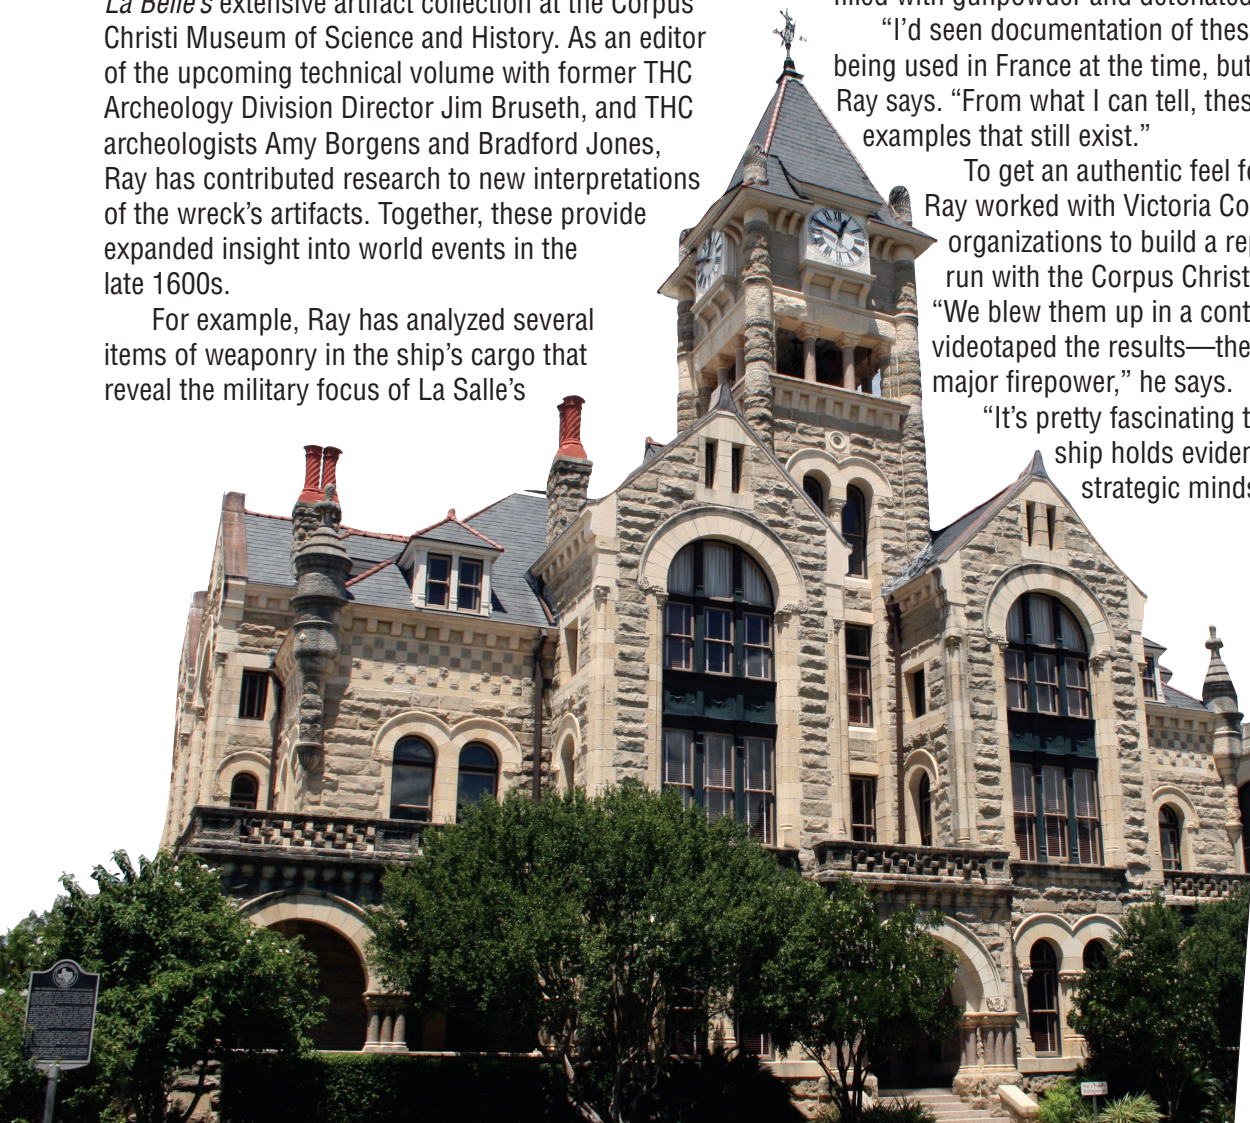 La Belle's extensive artifact collection at the Corpus
Christi Museum of Science and History. As an editor
of the upcoming technical volume with former THC
Archeology Division Director Jim Bruseth, and THC
archeologists Amy Borgens and Bradford Jones,
Ray has contributed research to new interpretations
of the wreck’s artifacts. Together, these provide
expanded insight into world events in the
late 1600s.
For example, Ray has analyzed several
items of weaponry in the ship’s cargo that
reveal the military focus of La Salle’s
filled with gunpowder and detonated
“I’d seen documentation of thes
being used in France at the time, but
Ray says. “From what I can tell, thes
examples that still exist.”
To get an authentic feel fo
Ray worked with Victoria Co
organizations to build a rep
run with the Corpus Christ
“We blew them up in a cont
videotaped the results—the
major firepower,” he says.
“It’s pretty fascinating t
ship holds eviden
strategic minds